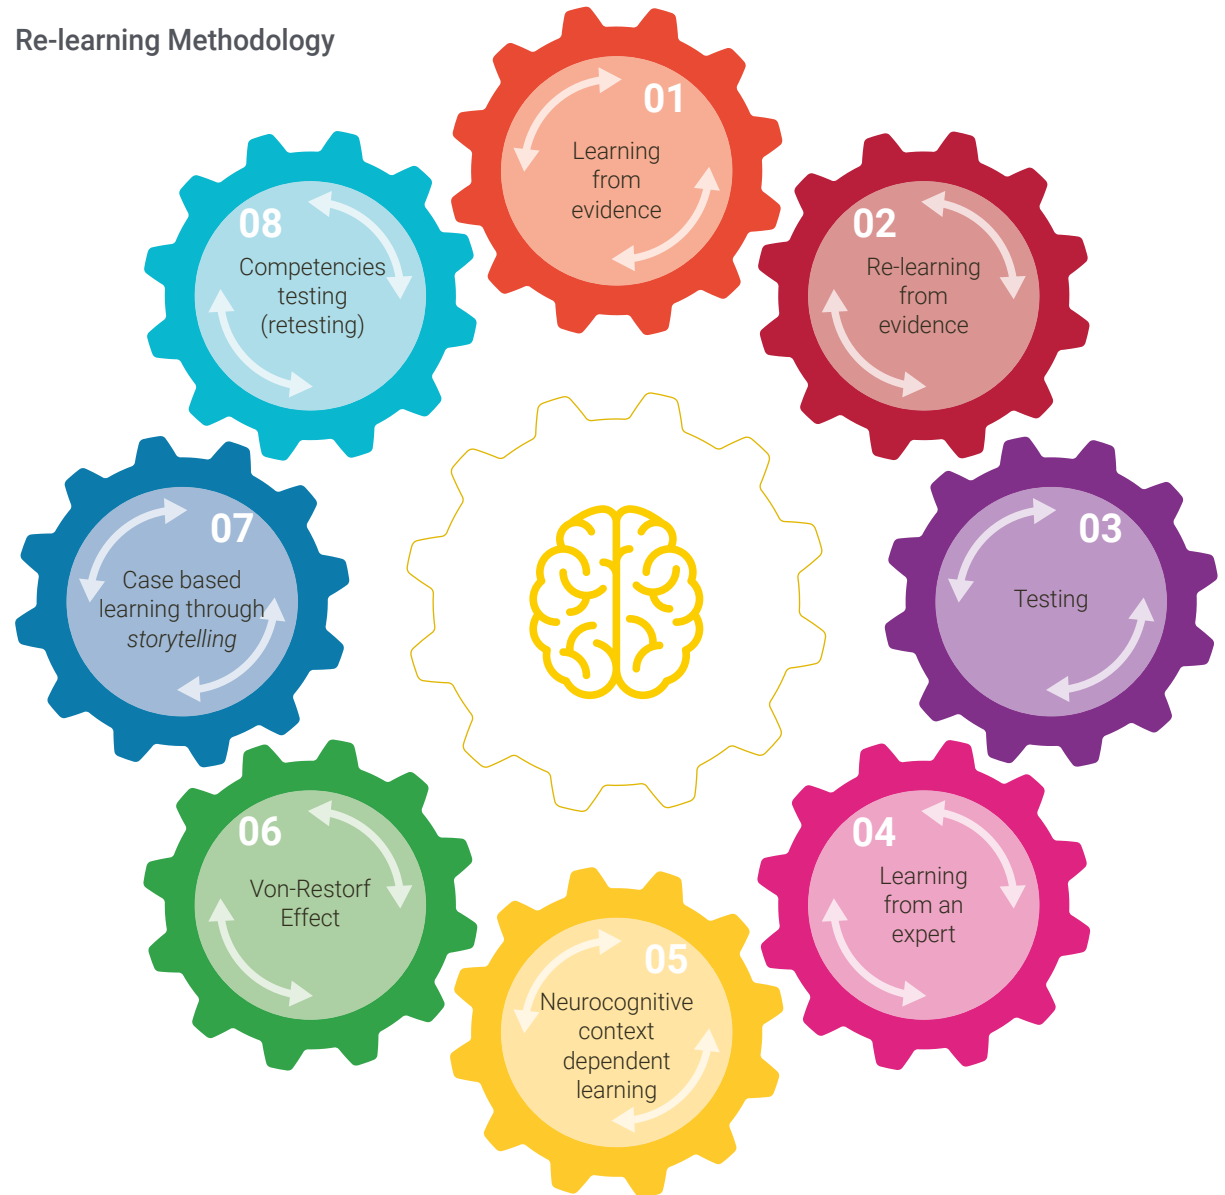 Re-learning Methodology
01
Learning
from
evidence
02
Re-learning
from
evidence
03
Testing
04
Learning
from an
expert
05
Neurocognitive
context
dependent
learning
06
Von-Restorf
Effect
07
Case based
learning through
storytelling
08
Competencies
testing
(retesting)